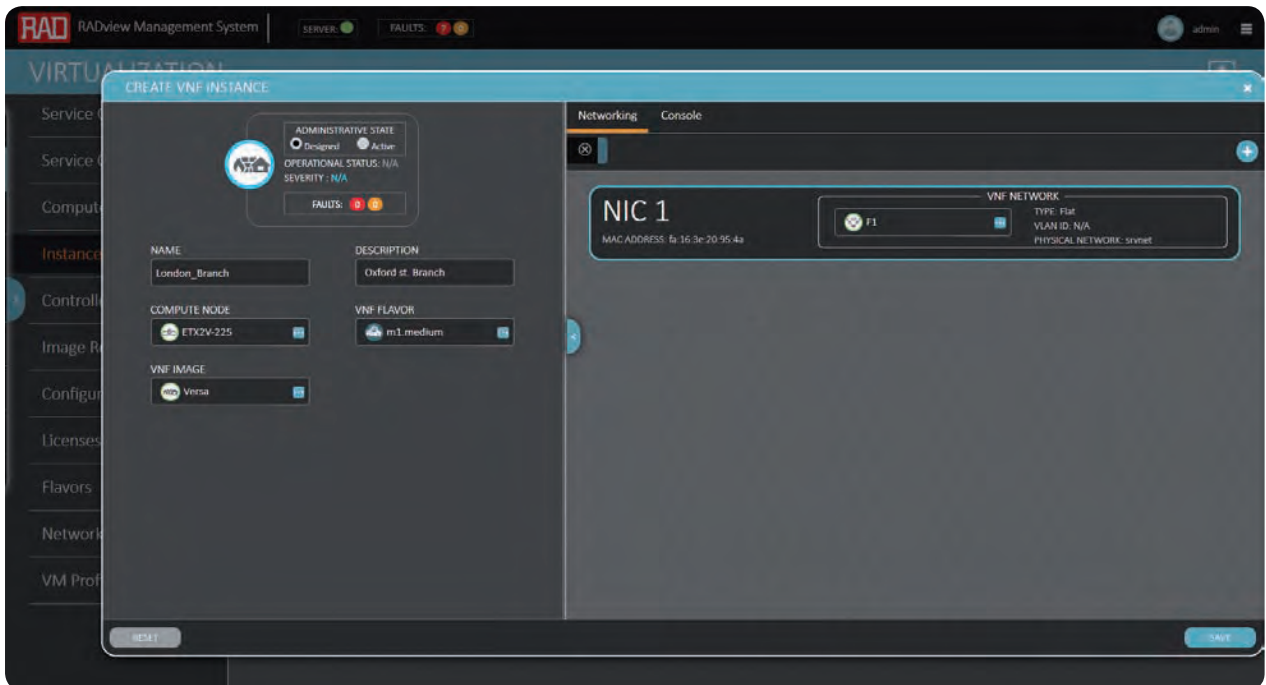 RAD RADview Management System SERVER: FAULTS: 0
admin
VIRTUALIZATION
CREATE VNF INSTANCE
Service
Service
Compute
Instance
Controll
Image Re
Configur
Licenses
Flavors
Network
VM Prof
ADMINISTRATIVE STATE
Designed Active
OPERATIONAL STATUS: N/A
SEVERITY : N/A
FAULTS: 0 0
NAME
London_Branch
DESCRIPTION
Oxford st. Branch
COMPUTE NODE
ETX2V-225
VNF FLAVOR
m1.medium
VNF IMAGE
Versa
Networking Console
NIC 1
MAC ADDRESS: fa:16:3e:20:95:4a
VNF NETWORK
F1
TYPE: Flat
VLAN ID: N/A
PHYSICAL NETWORK: srvnet
RESET
SAVE